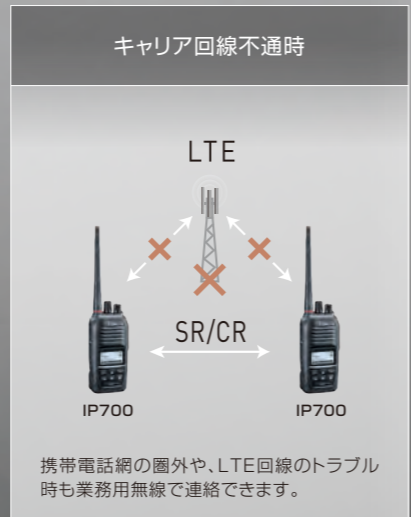 キャリア回線不通時
LTE
SR/CR
IP700
IP700
携帯電話網の圏外や、LTE回線のトラブル
時も業務用無線で連絡できます。